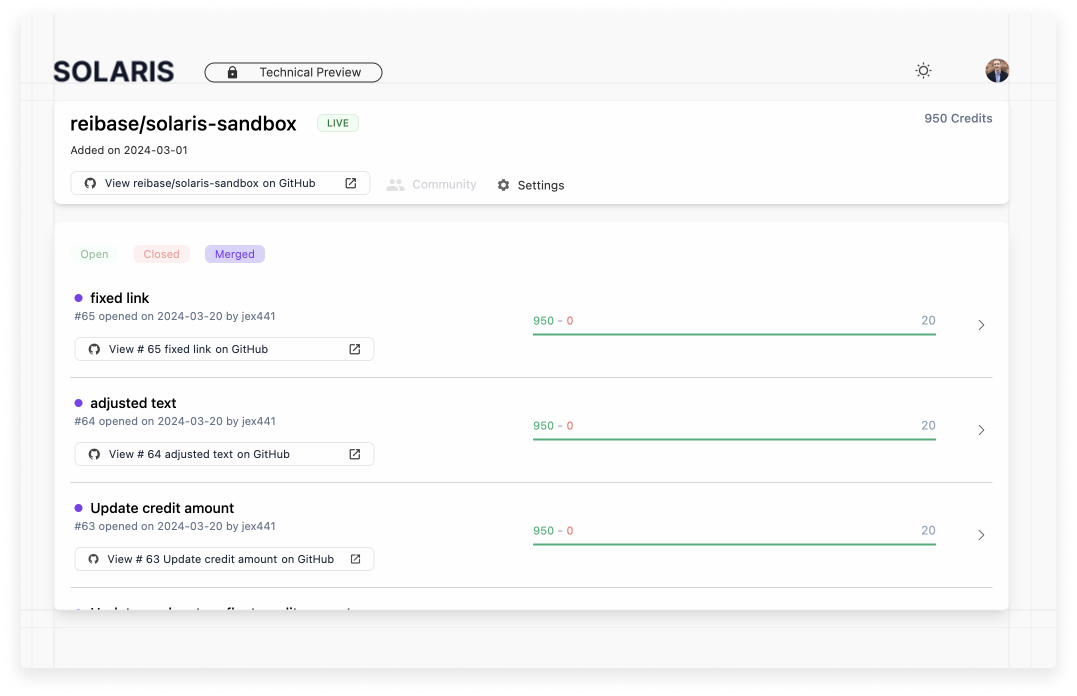 SOLARIS
Technical Preview
reibase/solaris-sandbox
LIVE
950 Credits
Added on 2024-03-01
View reibase/solaris-sandbox on GitHub
Community
Settings
Open
Closed
Merged
fixed link
#65 opened on 2024-03-20 by jex441
950 - 0
20
View # 65 fixed link on GitHub
adjusted text
#64 opened on 2024-03-20 by jex441
950 - 0
20
View # 64 adjusted text on GitHub
Update credit amount
#63 opened on 2024-03-20 by jex441
950 - 0
20
View # 63 Update credit amount on GitHub